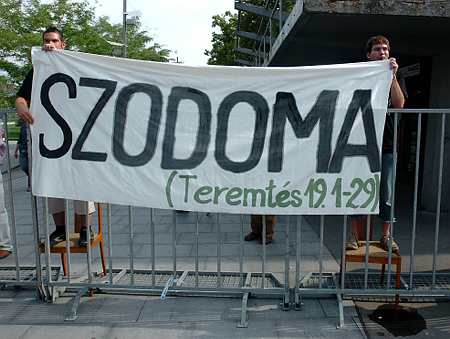 SZODOMA
(Teremtés 19. 1-29)